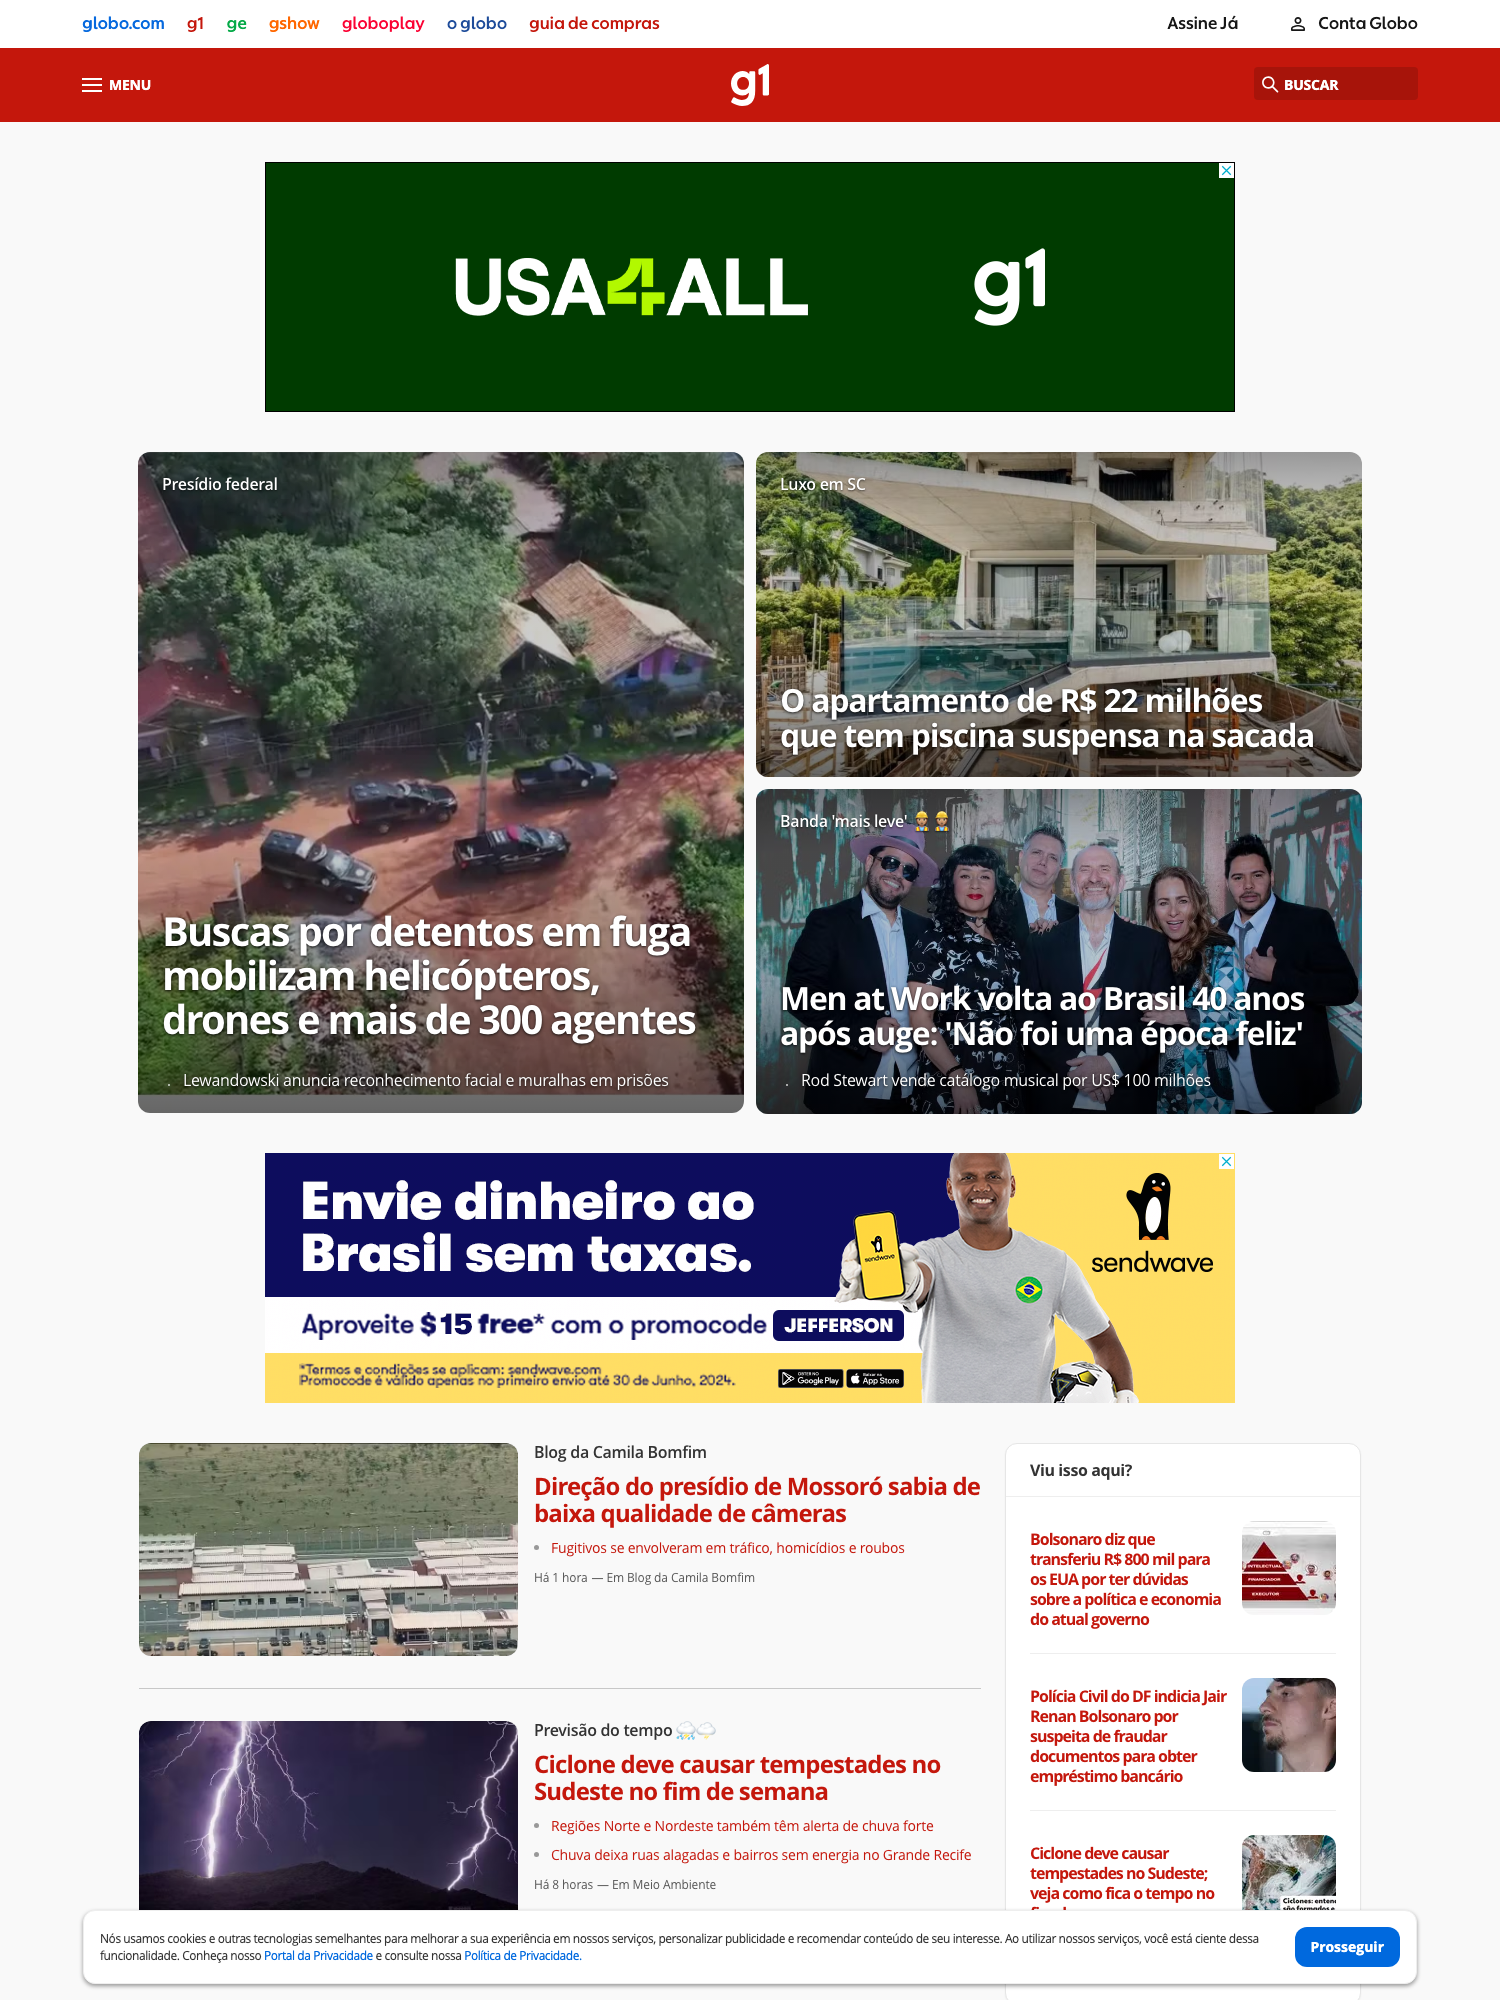 globo.com g1 ge gshow globoplay o globo guia de compras Assine Já Conta Globo
MENU g1 BUSCAR
USA4ALL g1
Presídio federal
Buscas por detentos em fuga
mobilizam helicópteros,
drones e mais de 300 agentes
. Lewandowski anuncia reconhecimento facial e muralhas em prisões
Luxo em SC
O apartamento de R$ 22 milhões
que tem piscina suspensa na sacada
Banda 'mais leve' 👷🏽👷🏽
Men at Work volta ao Brasil 40 anos
após auge: 'Não foi uma época feliz'
. Rod Stewart vende catálogo musical por US$ 100 milhões
Envie dinheiro ao
Brasil sem taxas.
Aproveite $15 free* com o promocode JEFFERSON
*Termos e condições se aplicam: sendwave.com
Promocode é válido apenas no primeiro envio até 30 de Junho, 2024.
Google Play
App Store
sendwave
sendwave
Blog da Camila Bomfim
Direção do presídio de Mossoró sabia de
baixa qualidade de câmeras
• Fugitivos se envolveram em tráfico, homicídios e roubos
Há 1 hora — Em Blog da Camila Bomfim
Previsão do tempo ⛈️🌩️
Ciclone deve causar tempestades no
Sudeste no fim de semana
• Regiões Norte e Nordeste também têm alerta de chuva forte
• Chuva deixa ruas alagadas e bairros sem energia no Grande Recife
Há 8 horas — Em Meio Ambiente
Viu isso aqui?
Bolsonaro diz que
transferiu R$ 800 mil para
os EUA por ter dúvidas
sobre a política e economia
do atual governo
INTELECTUAL
FINANCIADOR
EXECUTOR
Polícia Civil do DF indicia Jair
Renan Bolsonaro por
suspeita de fraudar
documentos para obter
empréstimo bancário
Ciclone deve causar
tempestades no Sudeste;
veja como fica o tempo no
Nós usamos cookies e outras tecnologias semelhantes para melhorar a sua experiência em nossos serviços, personalizar publicidade e recomendar conteúdo de seu interesse. Ao utilizar nossos serviços, você está ciente dessa
funcionalidade. Conheça nosso Portal da Privacidade e consulte nossa Política de Privacidade.
Prosseguir